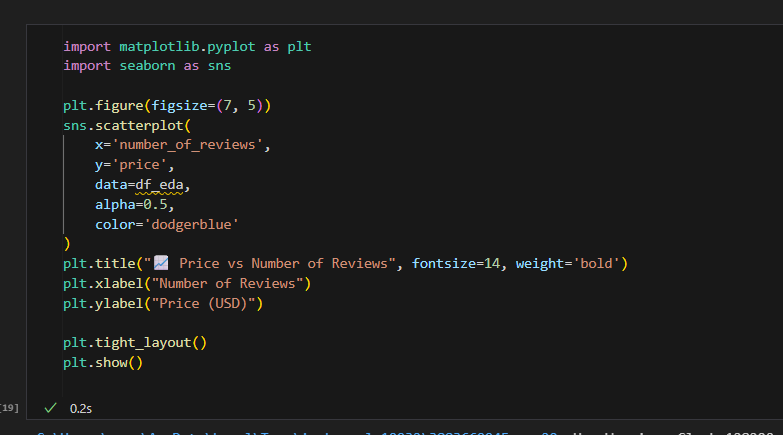 import matplotlib.pyplot as plt
import seaborn as sns

plt.figure(figsize=(7, 5))
sns.scatterplot(
    x='number_of_reviews',
    y='price',
    data=df_eda,
    alpha=0.5,
    color='dodgerblue'
)
plt.title("📈 Price vs Number of Reviews", fontsize=14, weight='bold')
plt.xlabel("Number of Reviews")
plt.ylabel("Price (USD)")

plt.tight_layout()
plt.show()
[19] ✓ 0.2s